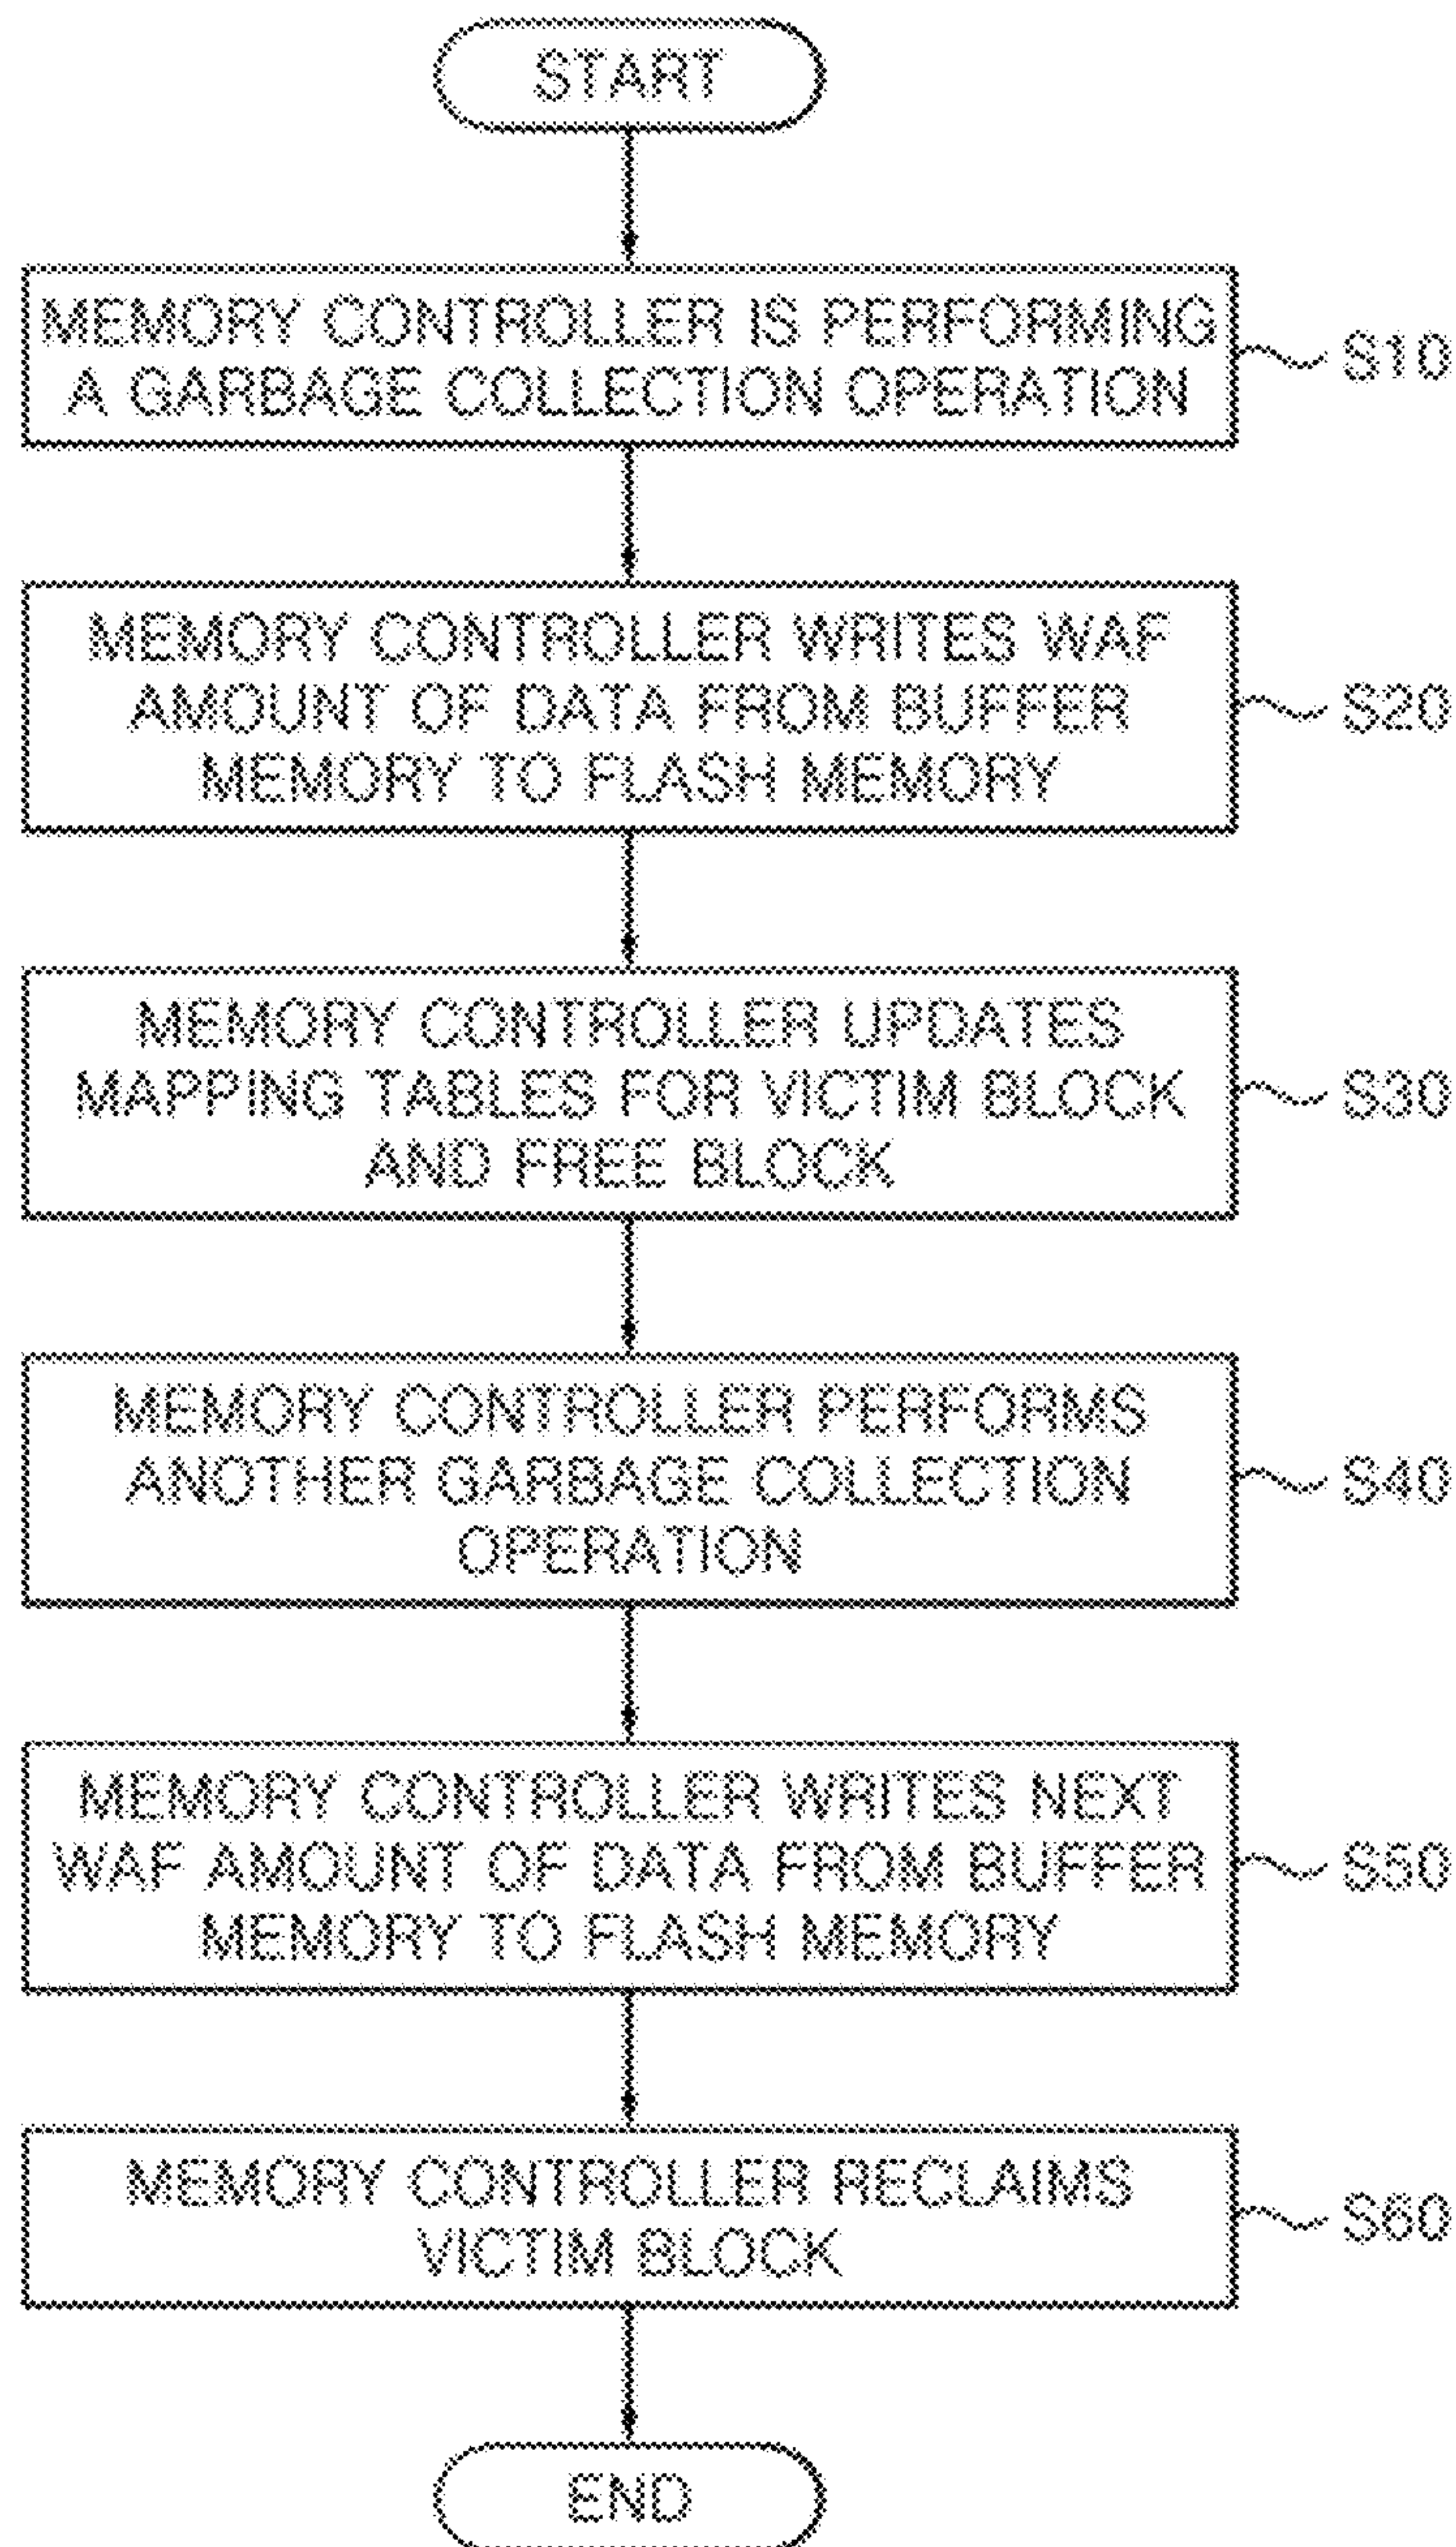 START
MEMORY CONTROLLER IS PERFORMING
A GARBAGE COLLECTION OPERATION
S10
MEMORY CONTROLLER WRITES WAF
AMOUNT OF DATA FROM BUFFER
MEMORY TO FLASH MEMORY
S20
MEMORY CONTROLLER UPDATES
MAPPING TABLES FOR VICTIM BLOCK
AND FREE BLOCK
S30
MEMORY CONTROLLER PERFORMS
ANOTHER GARBAGE COLLECTION
OPERATION
S40
MEMORY CONTROLLER WRITES NEXT
WAF AMOUNT OF DATA FROM BUFFER
MEMORY TO FLASH MEMORY
S50
MEMORY CONTROLLER RECLAIMS
VICTIM BLOCK
S60
END